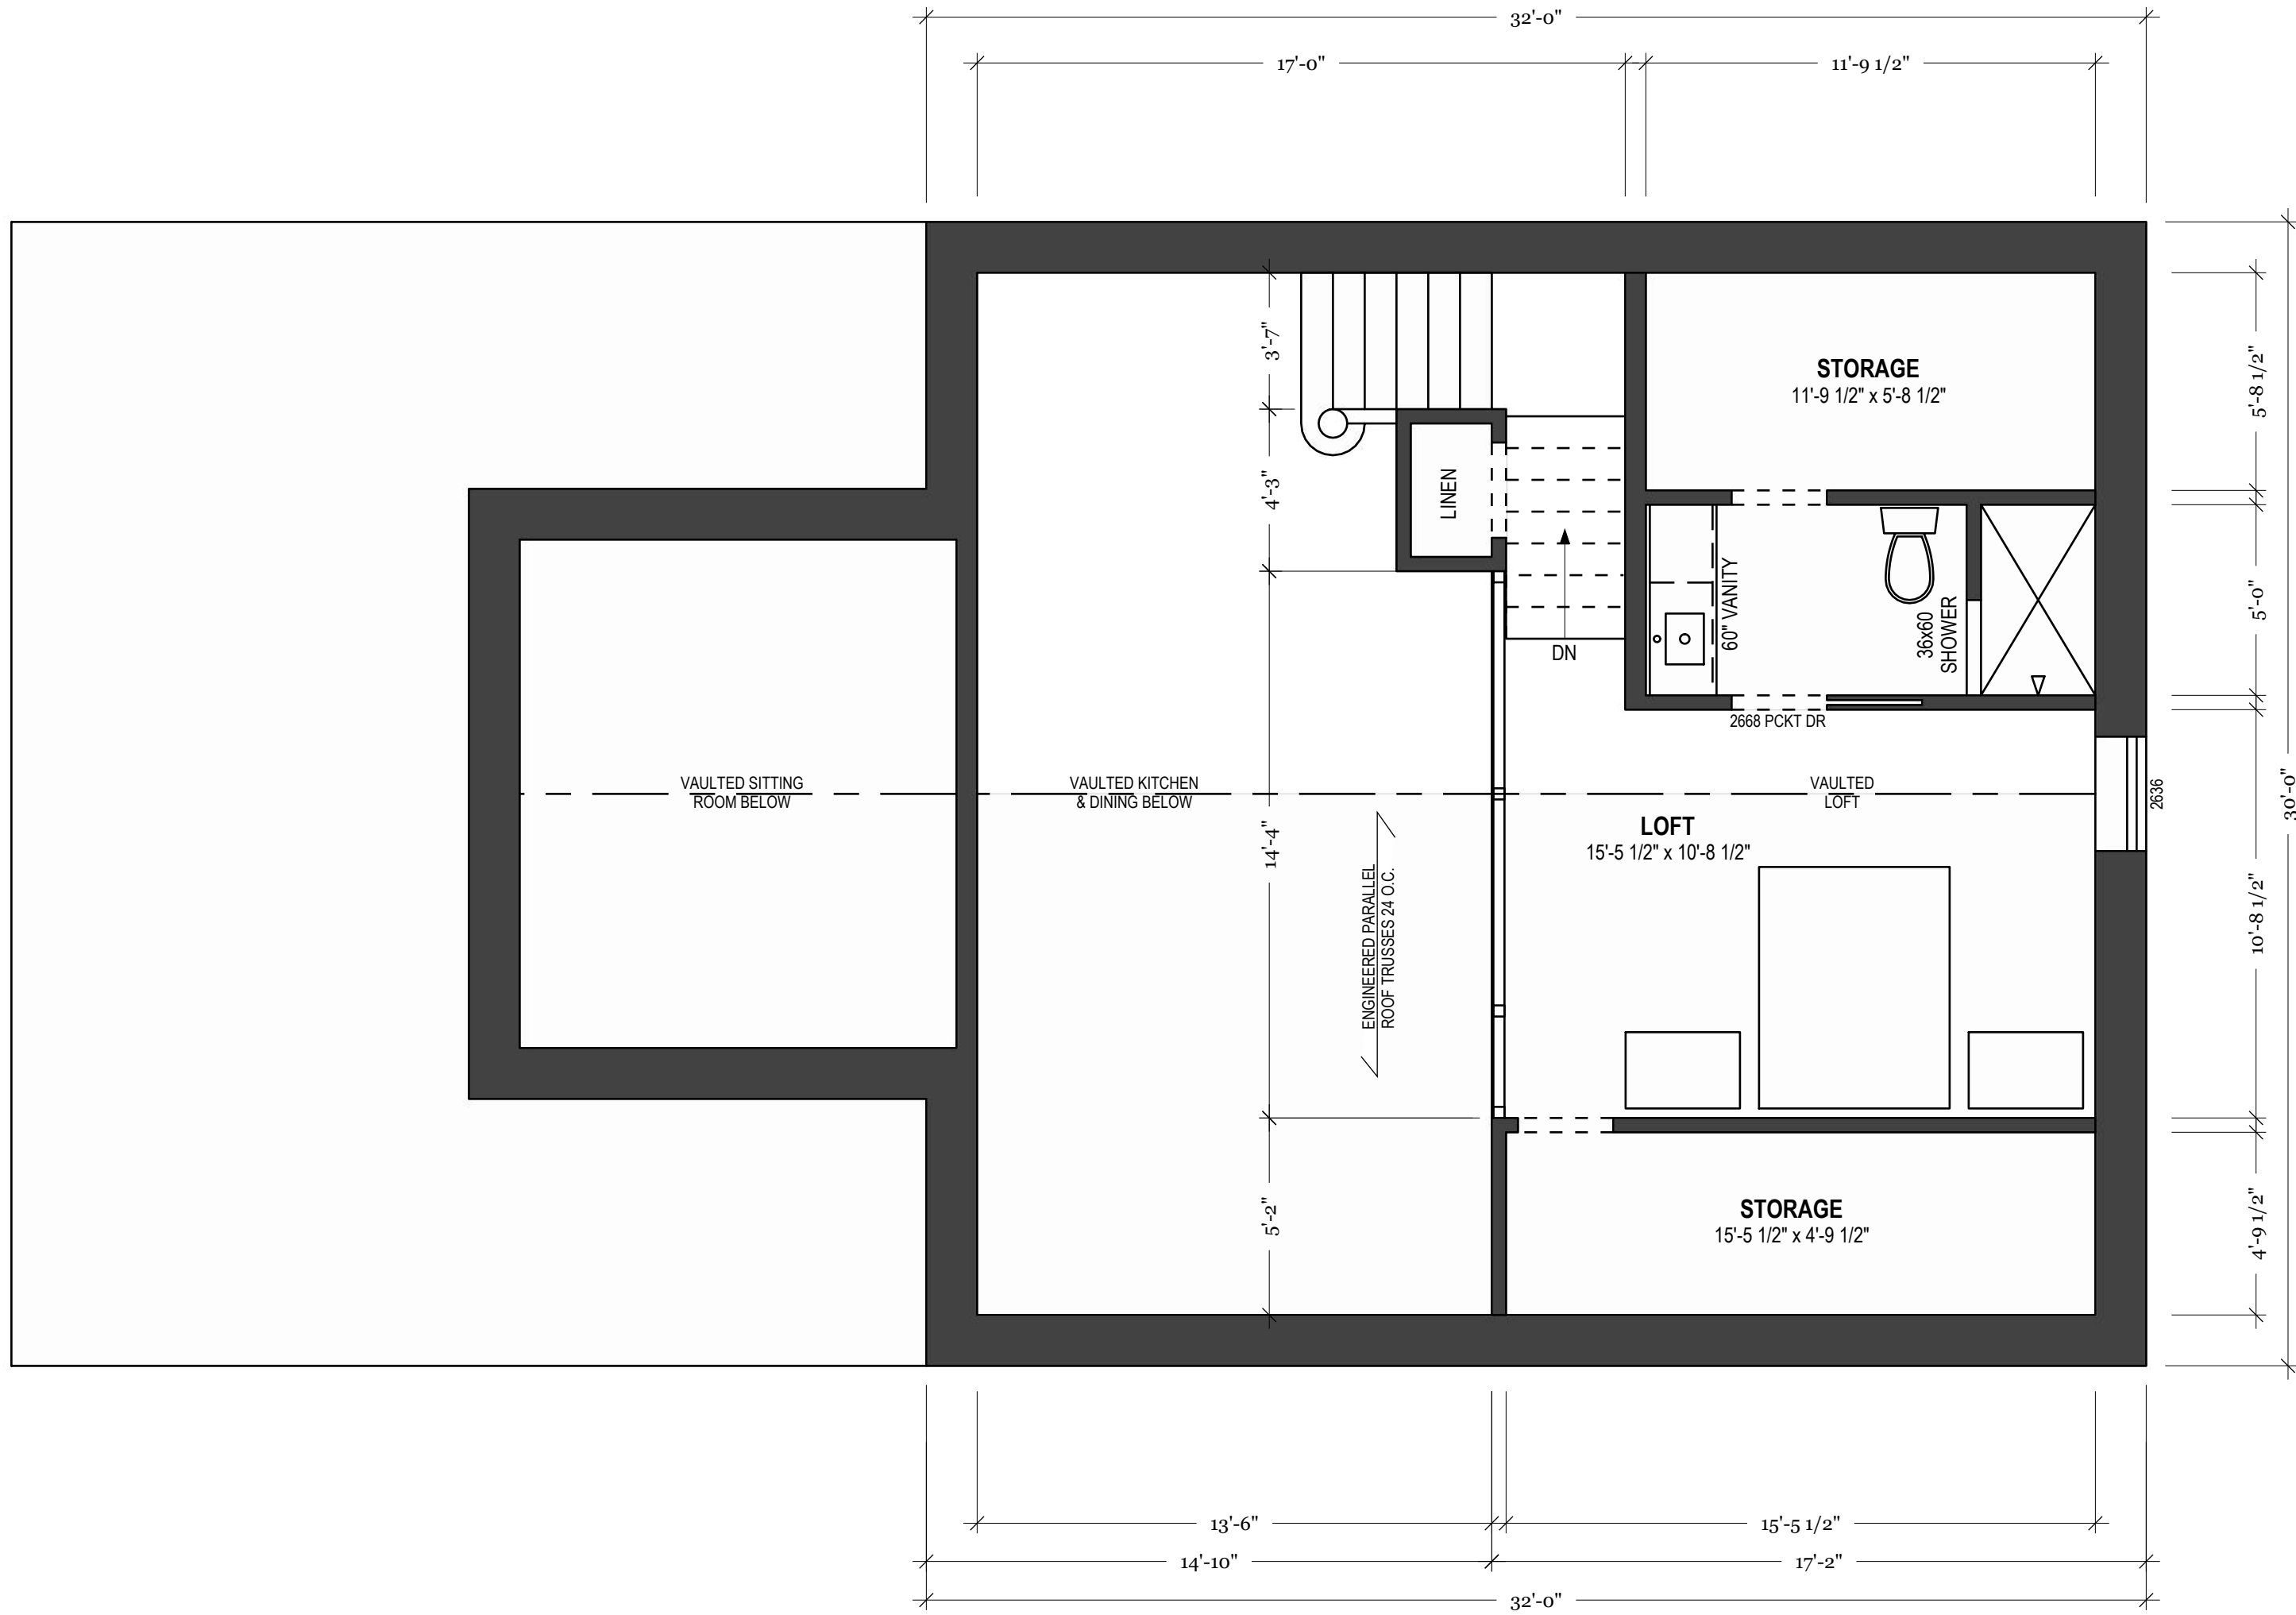 32'-0"
17'-0"
11'-9 1/2"
STORAGE
11'-9 1/2" x 5'-8 1/2"
3'-7"
5'-8 1/2"
4'-3"
LINEN
DN
60" VANITY
36x60
SHOWER
5'-0"
2668 PCKT DR
VAULTED SITTING
ROOM BELOW
VAULTED KITCHEN
& DINING BELOW
VAULTED
LOFT
2636
30'-0"
LOFT
15'-5 1/2" x 10'-8 1/2"
14'-4"
ENGINEERED PARALLEL
ROOF TRUSSES 24 O.C.
10'-8 1/2"
STORAGE
15'-5 1/2" x 4'-9 1/2"
5'-2"
4'-9 1/2"
13'-6"
15'-5 1/2"
14'-10"
17'-2"
32'-0"